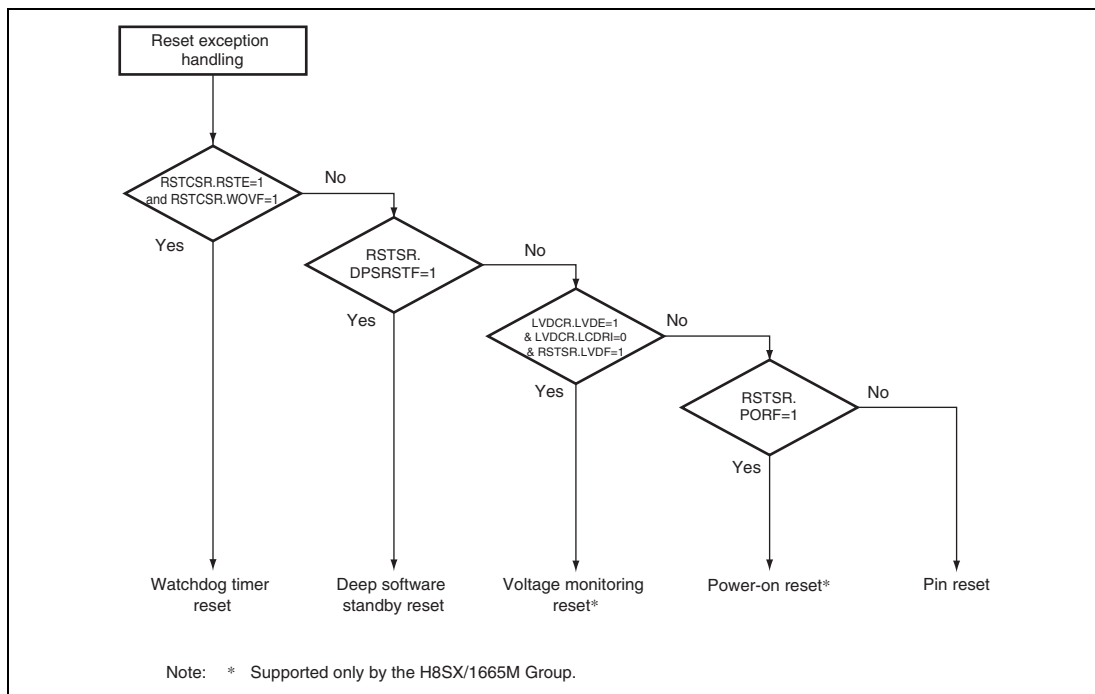 Reset exception
handling
RSTCSR.RSTE=1
and RSTCSR.WOVF=1
No
Yes
RSTSR.
DPSRSTF=1
No
Yes
LVDCR.LVDE=1
& LVDCR.LCDRI=0
& RSTSR.LVDF=1
No
Yes
RSTSR.
PORF=1
No
Yes
Watchdog timer
reset
Deep software
standby reset
Voltage monitoring
reset*
Power-on reset*
Pin reset
Note: * Supported only by the H8SX/1665M Group.